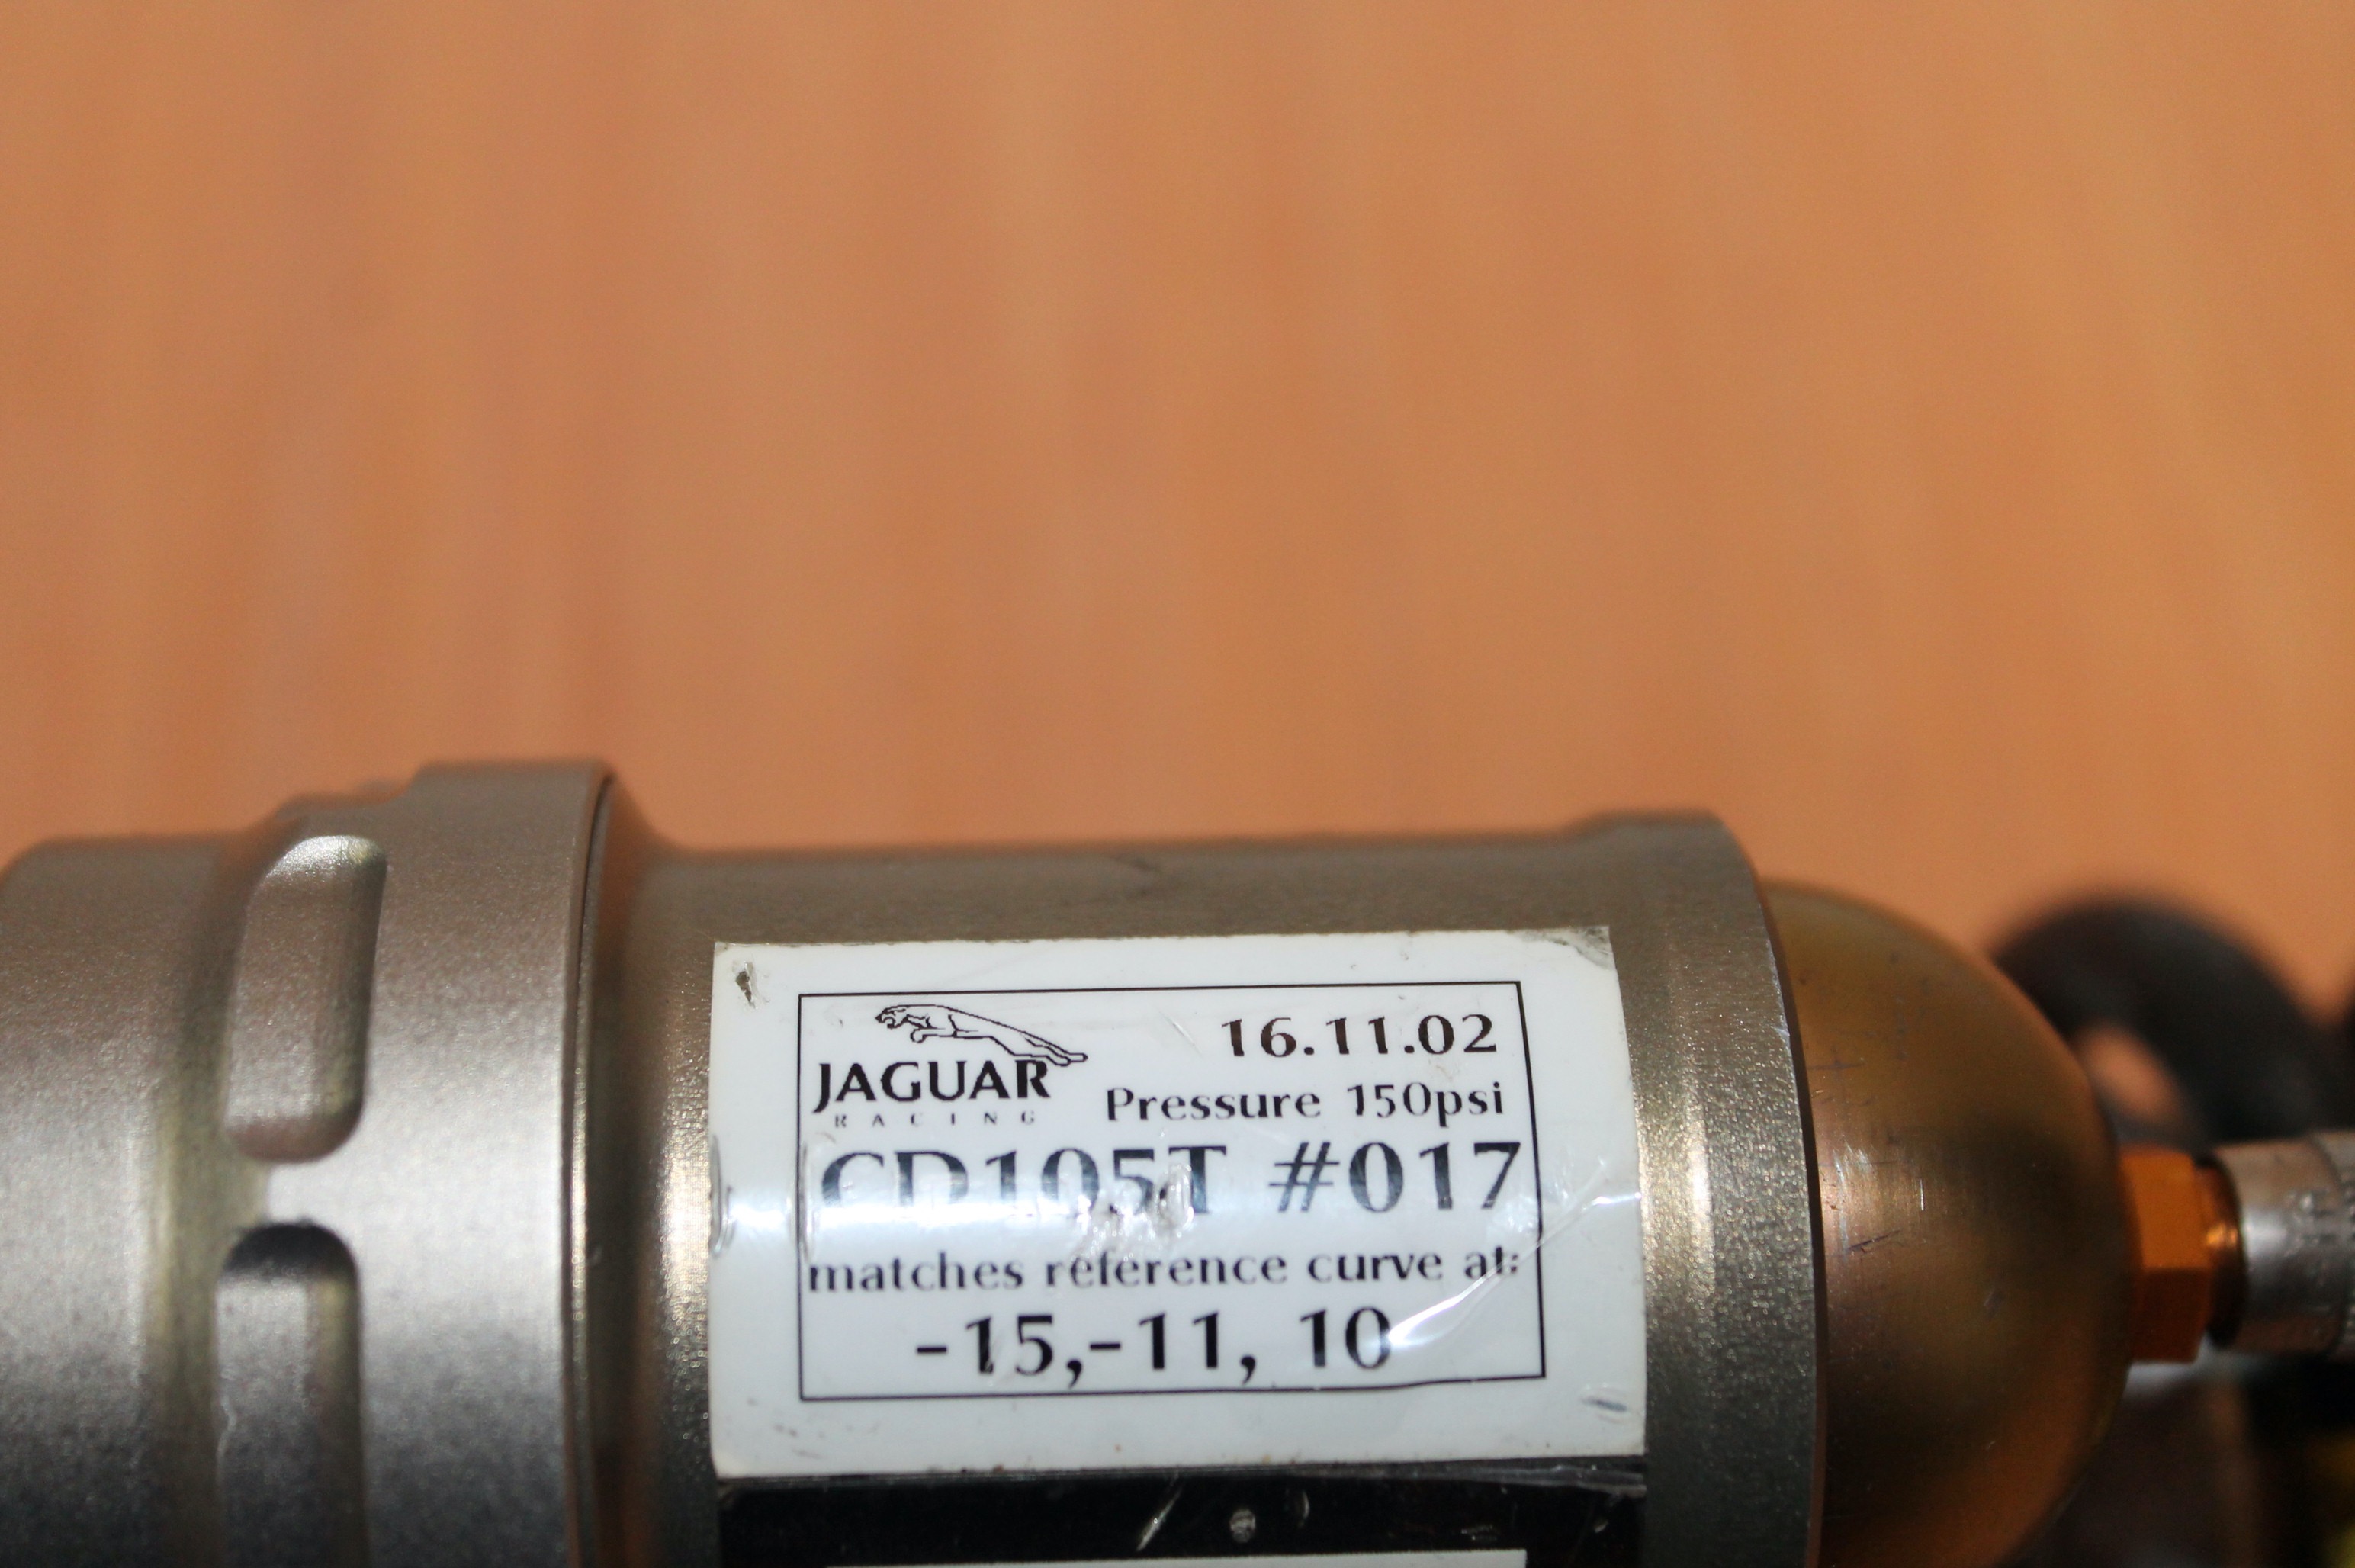 JAGUAR
RACING
16.11.02
Pressure 150psi
CD105T #017
matches reference curve at:
-15,-11, 10